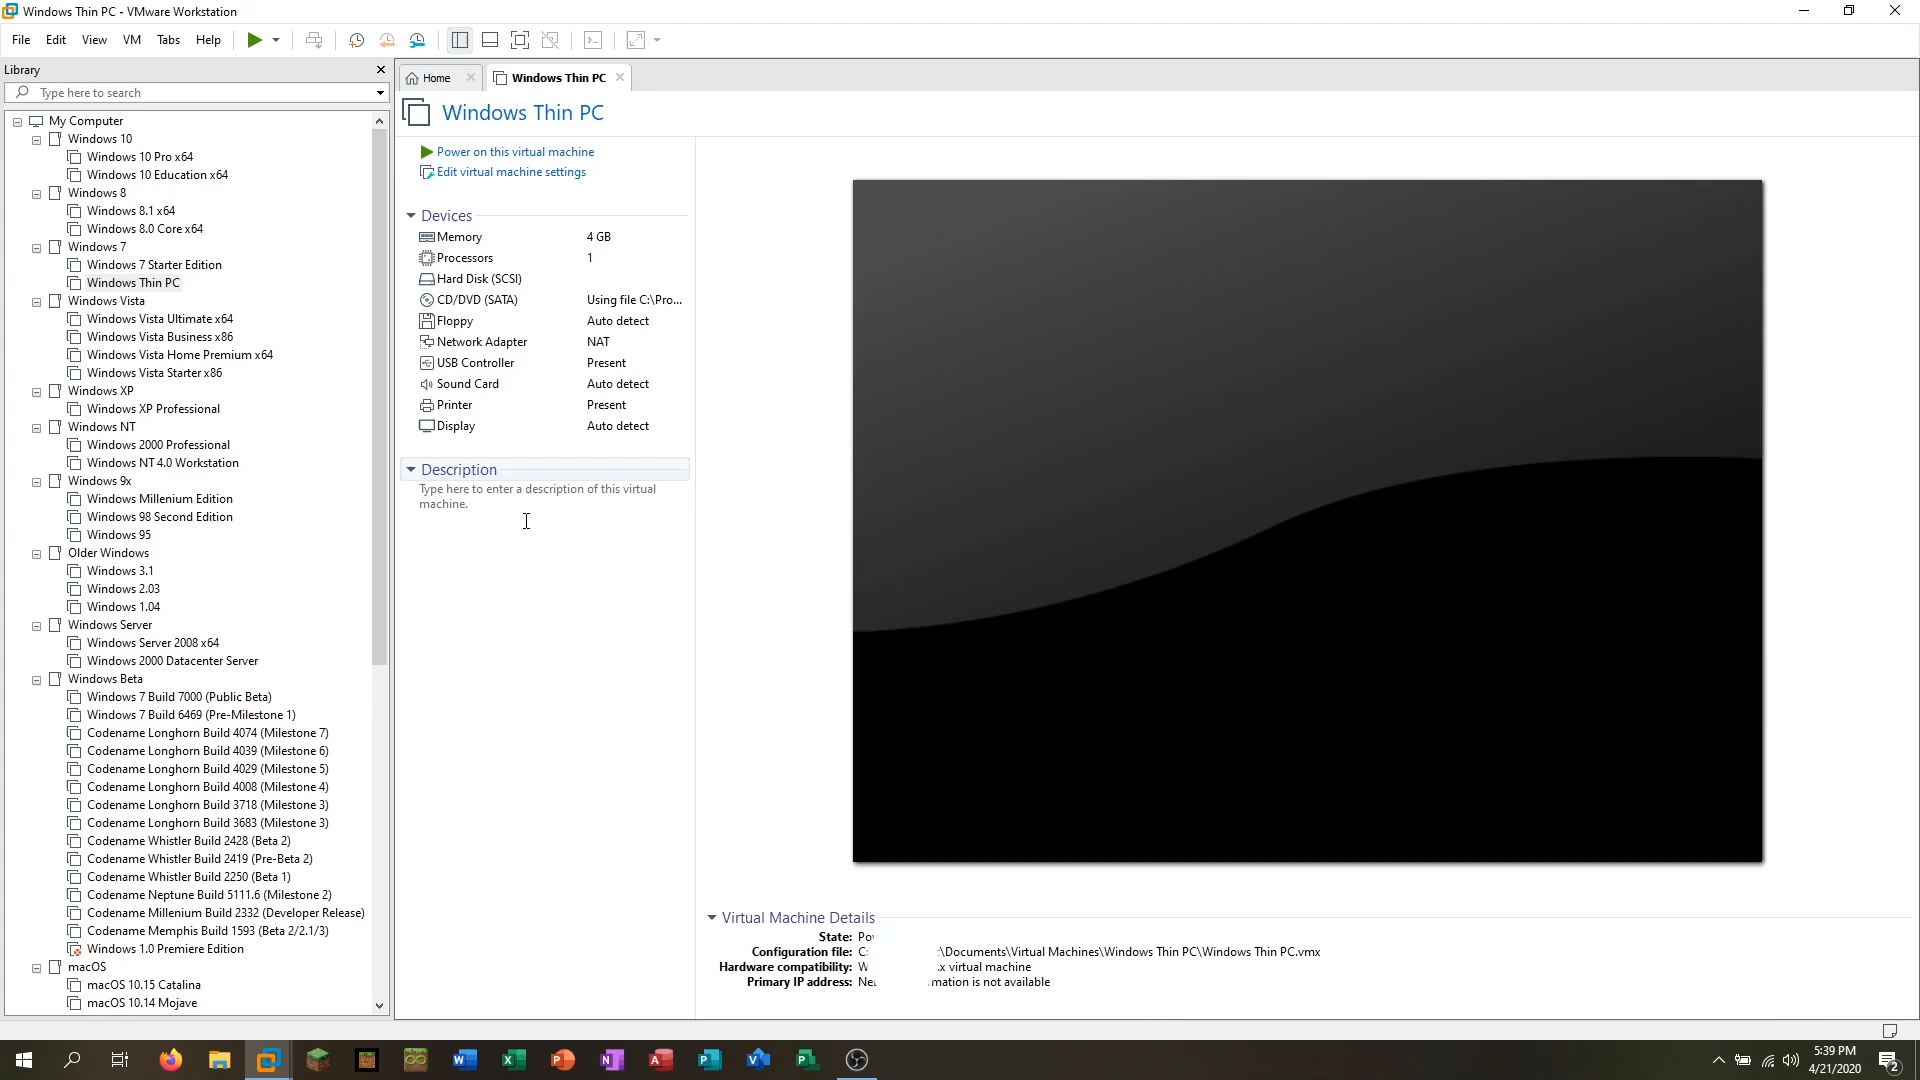 Windows Thin PC - VMware Workstation
File Edit View VM Tabs Help
Library
Type here to search
My Computer
Windows 10
Windows 10 Pro x64
Windows 10 Education x64
Windows 8
Windows 8.1 x64
Windows 8.0 Core x64
Windows 7
Windows 7 Starter Edition
Windows Thin PC
Windows Vista
Windows Vista Ultimate x64
Windows Vista Business x86
Windows Vista Home Premium x64
Windows Vista Starter x86
Windows XP
Windows XP Professional
Windows NT
Windows 2000 Professional
Windows NT 4.0 Workstation
Windows 9x
Windows Millenium Edition
Windows 98 Second Edition
Windows 95
Older Windows
Windows 3.1
Windows 2.03
Windows 1.04
Windows Server
Windows Server 2008 x64
Windows 2000 Datacenter Server
Windows Beta
Windows 7 Build 7000 (Public Beta)
Windows 7 Build 6469 (Pre-Milestone 1)
Codename Longhorn Build 4074 (Milestone 7)
Codename Longhorn Build 4039 (Milestone 6)
Codename Longhorn Build 4029 (Milestone 5)
Codename Longhorn Build 4008 (Milestone 4)
Codename Longhorn Build 3718 (Milestone 3)
Codename Longhorn Build 3683 (Milestone 3)
Codename Whistler Build 2428 (Beta 2)
Codename Whistler Build 2419 (Pre-Beta 2)
Codename Whistler Build 2250 (Beta 1)
Codename Neptune Build 5111.6 (Milestone 2)
Codename Millenium Build 2332 (Developer Release)
Codename Memphis Build 1593 (Beta 2/2.1/3)
Windows 1.0 Premiere Edition
macOS
macOS 10.15 Catalina
macOS 10.14 Mojave
Home
Windows Thin PC
Windows Thin PC
Power on this virtual machine
Edit virtual machine settings
Devices
Memory 4 GB
Processors 1
Hard Disk (SCSI)
CD/DVD (SATA) Using file C:\Pro...
Floppy Auto detect
Network Adapter NAT
USB Controller Present
Sound Card Auto detect
Printer Present
Display Auto detect
Description
Type here to enter a description of this virtual
machine.
Virtual Machine Details
State:
Configuration file: \Documents\Virtual Machines\Windows Thin PC\Windows Thin PC.vmx
Hardware compatibility: .x virtual machine
Primary IP address: mation is not available
5:39 PM
4/21/2020
2